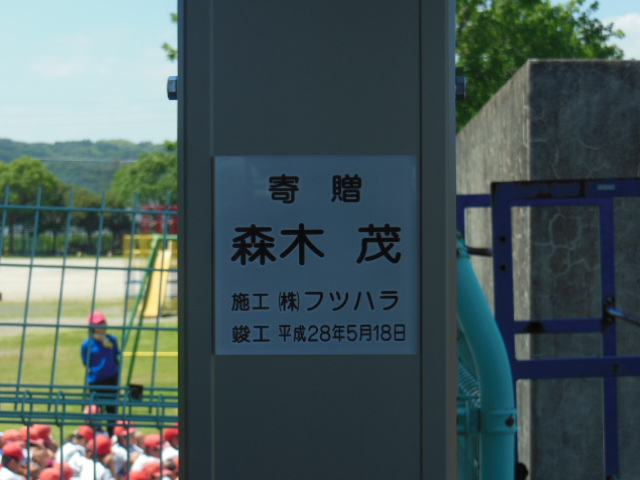 寄贈
森木 茂
施工 ㈱フツハラ
竣工 平成28年5月18日